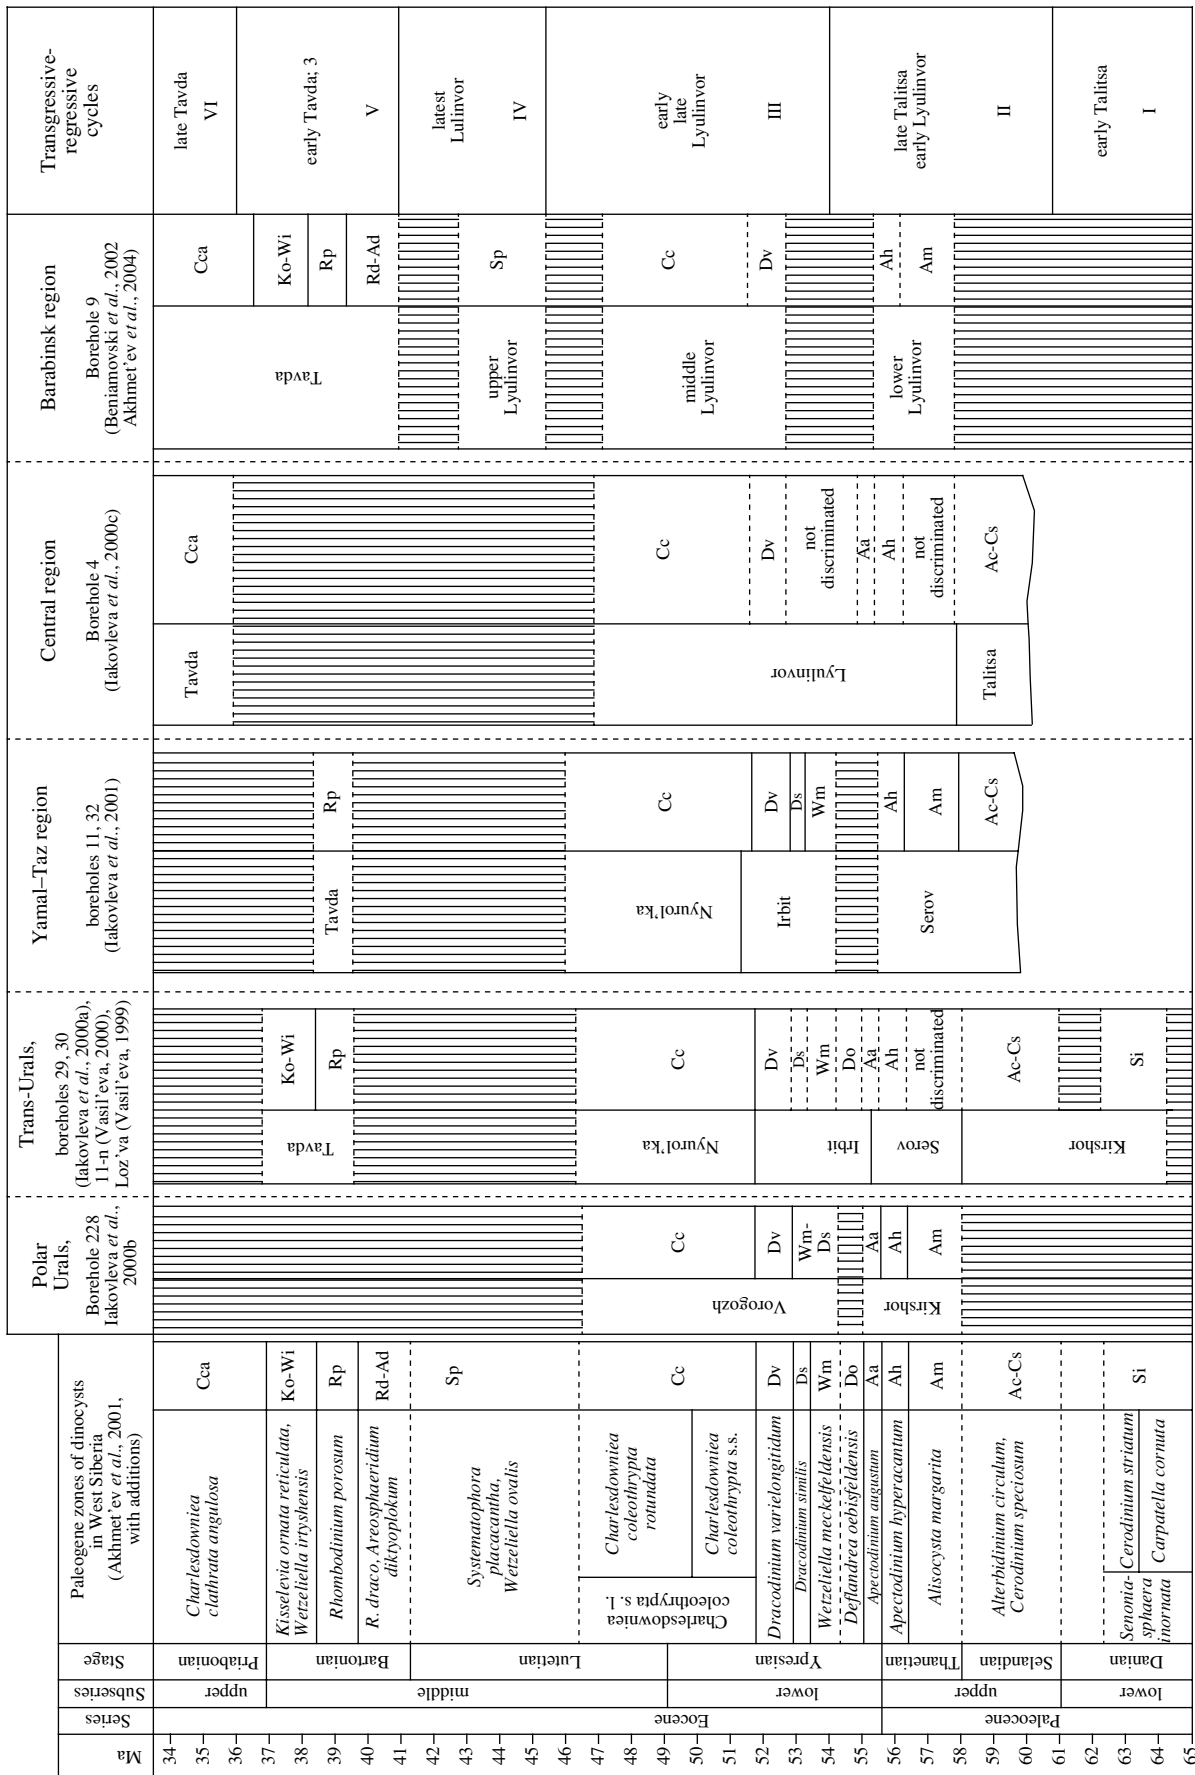 Ma
34
35
36
37
38
39
40
41
42
43
44
45
46
47
48
49
50
51
52
53
54
55
56
57
58
59
60
61
62
63
64
65
Series
Eocene
Paleocene
Subseries
upper
middle
lower
upper
lower
Stage
Priabonian
Bartonian
Lutetian
Ypresian
Thanetian
Selandian
Danian
Paleogene zones of dinocysts
in West Siberia
(Akhmet'ev et al., 2001,
with additions)
Charlesdowniea
clathrata angulosa
Cca
Kisselevia ornata reticulata,
Wetzeliella irtyshensis
Ko-Wi
Rhombodinium porosum
Rp
R. draco, Areospharidium
diktyoplokum
Rd-Ad
Systematophora
placacantha,
Wetzeliella ovalis
Sp
Charlesdownica
coleothrypta s. l.
Charlesdowniea
coleothrypta
roundata
Charlesdowniea
coleothrypta s.s.
Cc
Dracodinium varielongitidum
Dv
Dracodinium similis
Ds
Wetzeliella meckelfeldensis
Wm
Deflandrea oebisfeldensis
Do
Apectodinium augustum
Aa
Apectodinium hyperacantum
Ah
Alisocysta margarita
Am
Alterbidinium circulum,
Cerodinium speciosum
Ac-Cs
Senonia-
sphaera
inornata
Cerodinium striatum
Carpatella cornuta
Si
Polar
Urals,
Borehole 228
Iakovleva et al.,
2000b
Vorogozh
Kirshor
Cc
Dv
Wm-
Ds
Aa
Ah
Am
Trans-Urals,
boreholes 29, 30
(Iakovleva et al., 2000a),
11-n (Vasil'eva, 2000),
Loz'va (Vasil'eva, 1999)
Tavda
Nyurol'ka
Irbit
Serov
Kirshor
Ko-Wi
Rp
Cc
Dv
Ds
Wm
Do
Aa
Ah
not
discriminated
Ac-Cs
Si
Yamal–Taz region
boreholes 11, 32
(Iakovleva et al., 2001)
Tavda
Nyurol'ka
Irbit
Serov
Rp
Cc
Dv
Ds
Wm
Ah
Am
Ac-Cs
Central region
Borehole 4
(Iakovleva et al., 2000c)
Tavda
Lyulinvor
Talitsa
Cca
Cc
Dv
not
discriminated
Aa
Ah
not
discriminated
Ac-Cs
Barabinsk region
Borehole 9
(Beniamovski et al., 2002
Akhmet'ev et al., 2004)
Tavda
upper
Lyulinvor
middle
Lyulinvor
lower
Lyulinvor
Cca
Ko-Wi
Rp
Rd-Ad
Sp
Cc
Dv
Ah
Am
Transgressive-
regressive
cycles
late Tavda
VI
early Tavda; 3
V
latest
Lulinvor
IV
early
late
Lyulinvor
III
late Talitsa
early Lyulinvor
II
early Talitsa
I